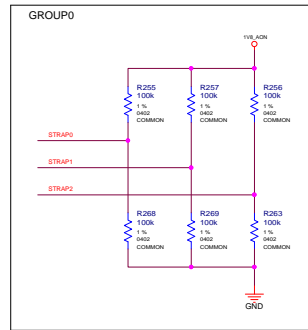 GROUP0
1V8_AON
R255
100k
1 %
0402
COMMON
R257
100k
1 %
0402
COMMON
R256
100k
1 %
0402
COMMON
STRAP0
STRAP1
STRAP2
R268
100k
1 %
0402
COMMON
R269
100k
1 %
0402
COMMON
R263
100k
1 %
0402
COMMON
GND